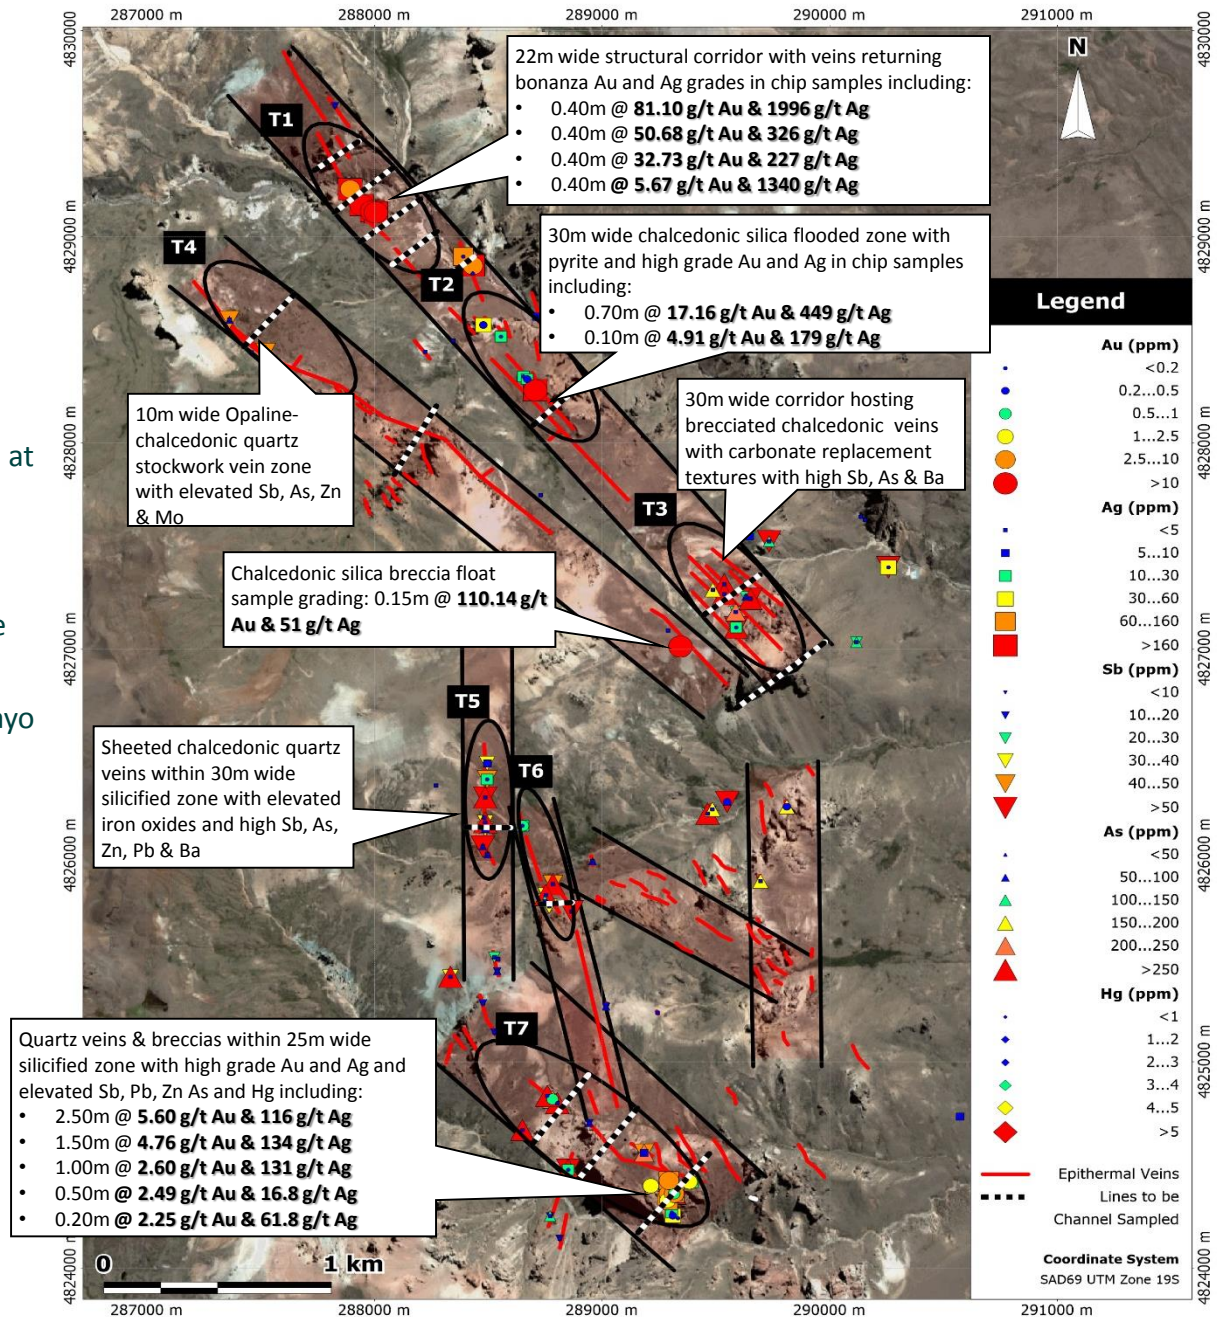 287000 m
288000 m
289000 m
290000 m
291000 m
4830000
4830000
N
22m wide structural corridor with veins returning
bonanza Au and Ag grades in chip samples including:
• 0.40m @ 81.10 g/t Au & 1996 g/t Ag
• 0.40m @ 50.68 g/t Au & 326 g/t Ag
• 0.40m @ 32.73 g/t Au & 227 g/t Ag
• 0.40m @ 5.67 g/t Au & 1340 g/t Ag
T1
4829000
4829000
T4
T2
30m wide chalcedonic silica flooded zone with
pyrite and high grade Au and Ag in chip samples
including:
• 0.70m @ 17.16 g/t Au & 449 g/t Ag
• 0.10m @ 4.91 g/t Au & 179 g/t Ag
10m wide Opaline-
chalcedonic quartz
stockwork vein zone
with elevated Sb, As, Zn
& Mo
30m wide corridor hosting
brecciated chalcedonic veins
with carbonate replacement
textures with high Sb, As & Ba
at
4828000
4828000
T3
Chalcedonic silica breccia float
sample grading: 0.15m @ 110.14 g/t
Au & 51 g/t Ag
e
4827000
4827000
ayo
T5
Sheeted chalcedonic quartz
veins within 30m wide
silicified zone with elevated
iron oxides and high Sb, As,
Zn, Pb & Ba
T6
4826000
4826000
T7
Quartz veins & breccias within 25m wide
silicified zone with high grade Au and Ag and
elevated Sb, Pb, Zn As and Hg including:
• 2.50m @ 5.60 g/t Au & 116 g/t Ag
• 1.50m @ 4.76 g/t Au & 134 g/t Ag
• 1.00m @ 2.60 g/t Au & 131 g/t Ag
• 0.50m @ 2.49 g/t Au & 16.8 g/t Ag
• 0.20m @ 2.25 g/t Au & 61.8 g/t Ag
4825000
4824000
4824000
0 1 km
287000 m
288000 m
289000 m
290000 m
291000 m
Legend
Au (ppm)
<0.2
0.2...0.5
0.5...1
1...2.5
2.5...10
>10
Ag (ppm)
<5
5...10
10...30
30...60
60...160
>160
Sb (ppm)
<10
10...20
20...30
30...40
40...50
>50
As (ppm)
<50
50...100
100...150
150...200
200...250
>250
Hg (ppm)
<1
1...2
2...3
3...4
4...5
>5
Epithermal Veins
Lines to be
Channel Sampled
Coordinate System
SAD69 UTM Zone 19S